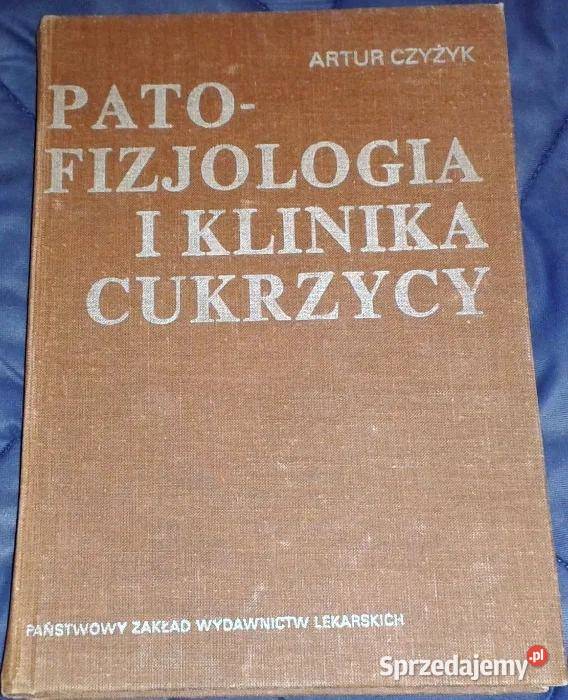 ARTUR CZYŻYK
PATO-
FIZJOLOGIA
I KLINIKA
CUKRZYCY
PAŃSTWOWY ZAKŁAD WYDAWNICTW LEKARSKICH
Sprzedajemy.pl